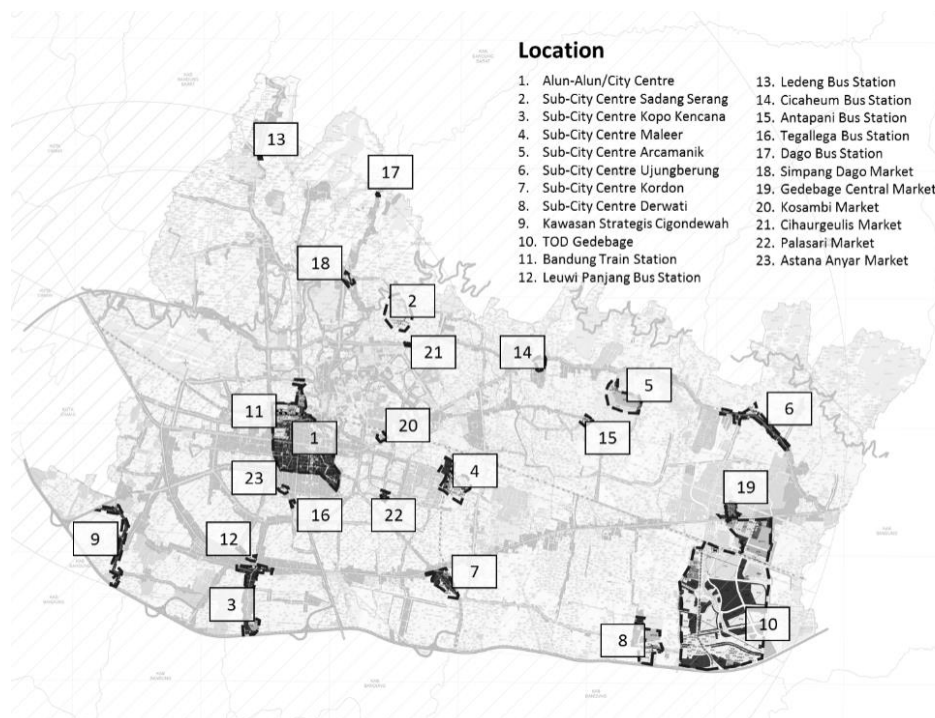 Location
1. Alun-Alun/City Centre
2. Sub-City Centre Sadang Serang
3. Sub-City Centre Kopo Kencana
4. Sub-City Centre Maleer
5. Sub-City Centre Arcamanik
6. Sub-City Centre Ujungberung
7. Sub-City Centre Kordon
8. Sub-City Centre Derwati
9. Kawasan Strategis Cigondewah
10. TOD Gedebage
11. Bandung Train Station
12. Leuwi Panjang Bus Station
13. Ledeng Bus Station
14. Cicaheum Bus Station
15. Antapani Bus Station
16. Tegallega Bus Station
17. Dago Bus Station
18. Simpang Dago Market
19. Gedebage Central Market
20. Kosambi Market
21. Cihaurgeulis Market
22. Palasari Market
23. Astana Anyar Market
13
17
18
2
21
14
5
6
11
1
20
15
4
23
16
22
19
9
12
7
3
8
10